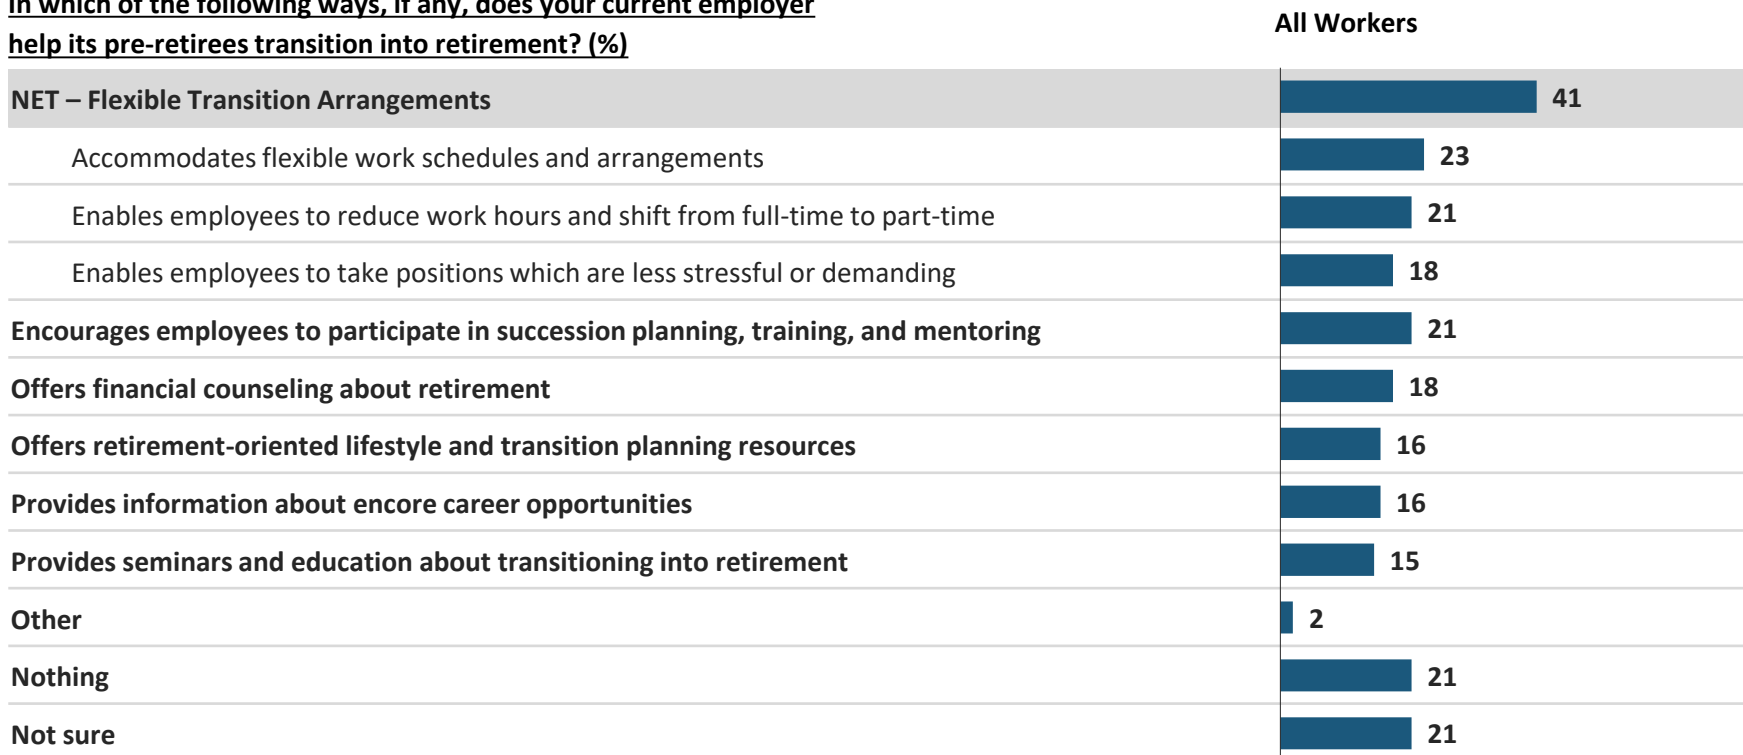 In which of the following ways, if any, does your current employer
help its pre-retirees transition into retirement? (%)
All Workers
NET – Flexible Transition Arrangements 41
Accommodates flexible work schedules and arrangements 23
Enables employees to reduce work hours and shift from full-time to part-time 21
Enables employees to take positions which are less stressful or demanding 18
Encourages employees to participate in succession planning, training, and mentoring 21
Offers financial counseling about retirement 18
Offers retirement-oriented lifestyle and transition planning resources 16
Provides information about encore career opportunities 16
Provides seminars and education about transitioning into retirement 15
Other 2
Nothing 21
Not sure 21